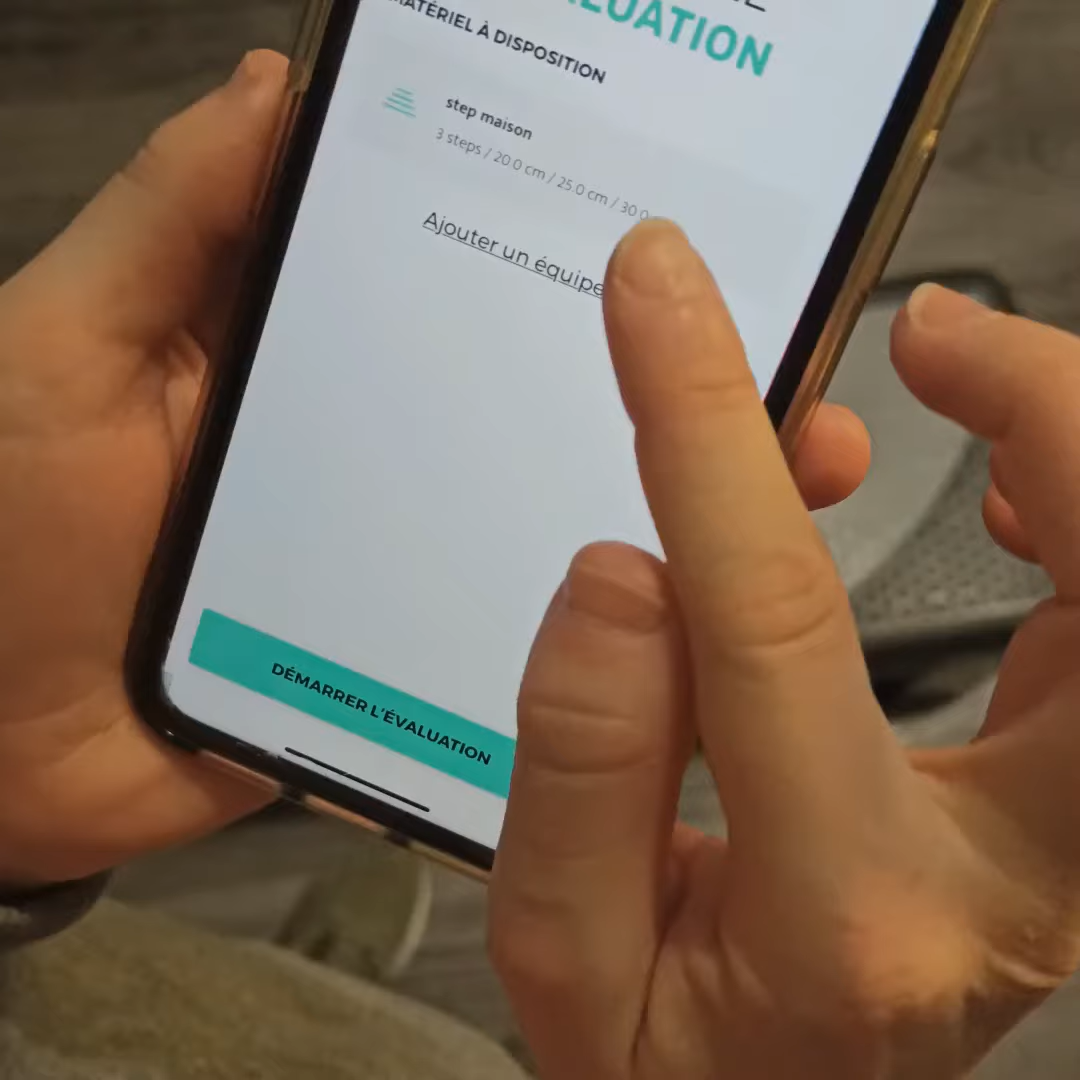 MATÉRIEL À DISPOSITION
step maison
3 steps / 20.0 cm / 25.0 cm / 30.0
Ajouter un équipe
DÉMARRER L'ÉVALUATION